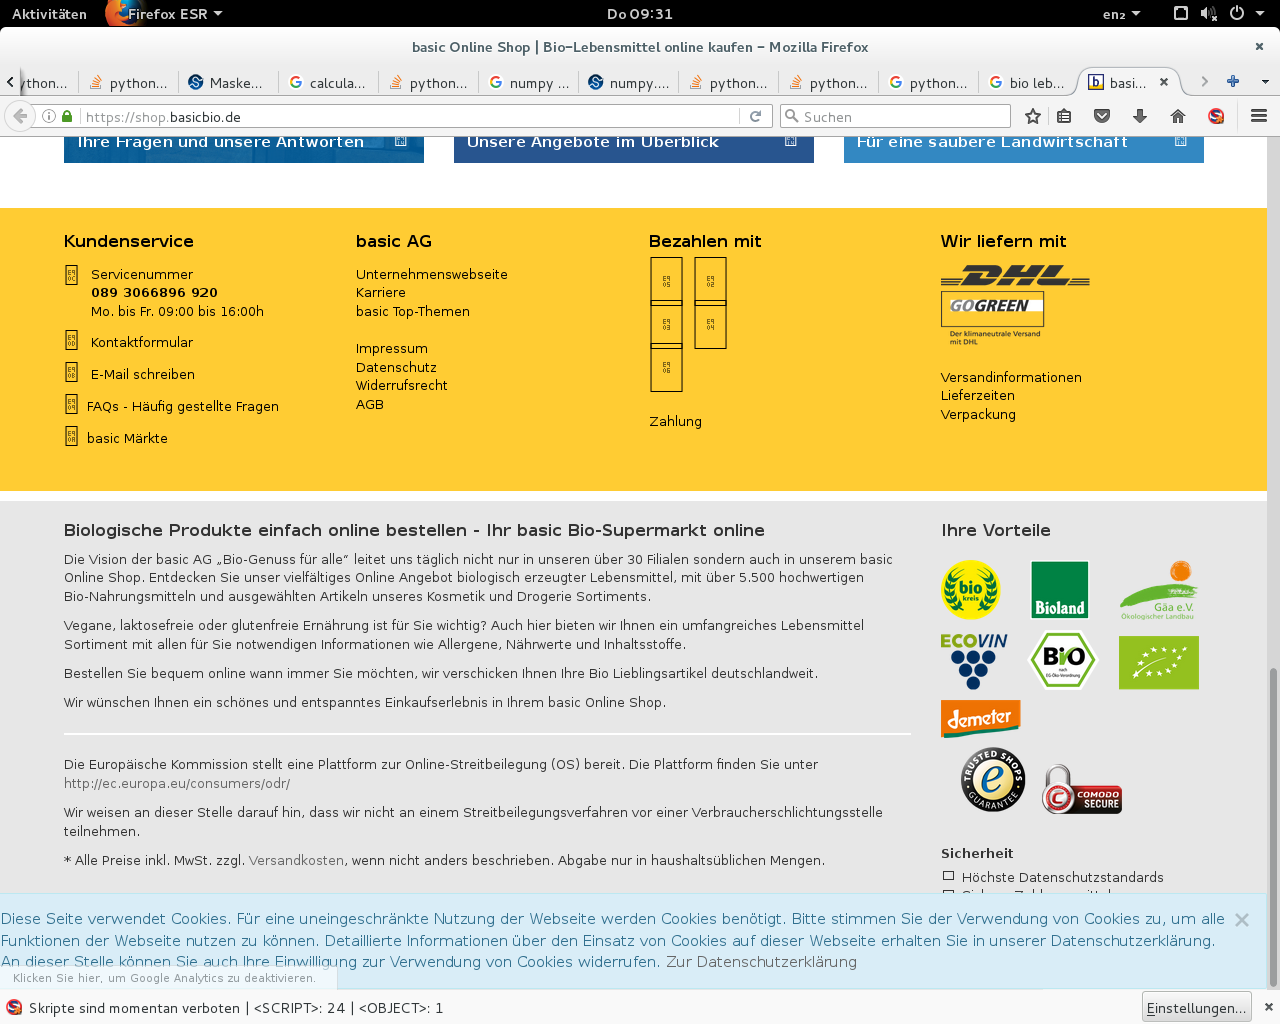 Aktivitäten Firefox ESR Do 09:31 en₂
basic Online Shop | Bio-Lebensmittel online kaufen - Mozilla Firefox
ython... python... Maske... calcula... python... numpy ... numpy.... python... python... python... bio leb... basi...
https://shop.basicbio.de Suchen
Ihre Fragen und unsere Antworten Unsere Angebote im Überblick Für eine saubere Landwirtschaft
Kundenservice
Servicenummer
089 3066896 920
Mo. bis Fr. 09:00 bis 16:00h
Kontaktformular
E-Mail schreiben
FAQs - Häufig gestellte Fragen
basic Märkte
basic AG
Unternehmenswebseite
Karriere
basic Top-Themen
Impressum
Datenschutz
Widerrufsrecht
AGB
Bezahlen mit
Zahlung
Wir liefern mit
DHL
GOGREEN
Der klimaneutrale Versand
mit DHL
Versandinformationen
Lieferzeiten
Verpackung
Biologische Produkte einfach online bestellen - Ihr basic Bio-Supermarkt online
Die Vision der basic AG „Bio-Genuss für alle“ leitet uns täglich nicht nur in unseren über 30 Filialen sondern auch in unserem basic
Online Shop. Entdecken Sie unser vielfältiges Online Angebot biologisch erzeugter Lebensmittel, mit über 5.500 hochwertigen
Bio-Nahrungsmitteln und ausgewählten Artikeln unseres Kosmetik und Drogerie Sortiments.
Vegane, laktosefreie oder glutenfreie Ernährung ist für Sie wichtig? Auch hier bieten wir Ihnen ein umfangreiches Lebensmittel
Sortiment mit allen für Sie notwendigen Informationen wie Allergene, Nährwerte und Inhaltsstoffe.
Bestellen Sie bequem online wann immer Sie möchten, wir verschicken Ihnen Ihre Bio Lieblingsartikel deutschlandweit.
Wir wünschen Ihnen ein schönes und entspanntes Einkaufserlebnis in Ihrem basic Online Shop.
Die Europäische Kommission stellt eine Plattform zur Online-Streitbeilegung (OS) bereit. Die Plattform finden Sie unter
http://ec.europa.eu/consumers/odr/
Wir weisen an dieser Stelle darauf hin, dass wir nicht an einem Streitbeilegungsverfahren vor einer Verbraucherschlichtungsstelle
teilnehmen.
* Alle Preise inkl. MwSt. zzgl. Versandkosten, wenn nicht anders beschrieben. Abgabe nur in haushaltsüblichen Mengen.
Ihre Vorteile
bio
kreis
Bioland
Gäa e.V.
Ökologischer Landbau
ECOVIN
Bio
nach
EG-Öko-Verordnung
demeter
TRUSTED SHOPS
e
GUARANTEE
COMODO
SECURE
Sicherheit
Höchste Datenschutzstandards
Diese Seite verwendet Cookies. Für eine uneingeschränkte Nutzung der Webseite werden Cookies benötigt. Bitte stimmen Sie der Verwendung von Cookies zu, um alle
Funktionen der Webseite nutzen zu können. Detaillierte Informationen über den Einsatz von Cookies auf dieser Webseite erhalten Sie in unserer Datenschutzerklärung.
An dieser Stelle können Sie auch Ihre Einwilligung zur Verwendung von Cookies widerrufen. Zur Datenschutzerklärung
Klicken Sie hier, um Google Analytics zu deaktivieren.
Skripte sind momentan verboten | <SCRIPT>: 24 | <OBJECT>: 1 Einstellungen...